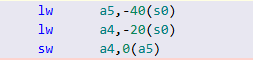 lw a5,-40(s0)
lw a4,-20(s0)
sw a4,0(a5)